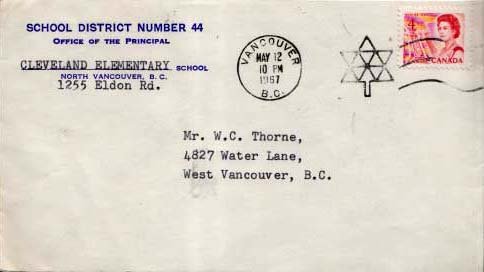 SCHOOL DISTRICT NUMBER 44
OFFICE OF THE PRINCIPAL
CLEVELAND ELEMENTARY SCHOOL
NORTH VANCOUVER, B. C.
1255 Eldon Rd.
VANCOUVER
MAY 12
10 PM
1967
B.C.
4
CANADA
Mr. W.C. Thorne,
4827 Water Lane,
West Vancouver, B.C.